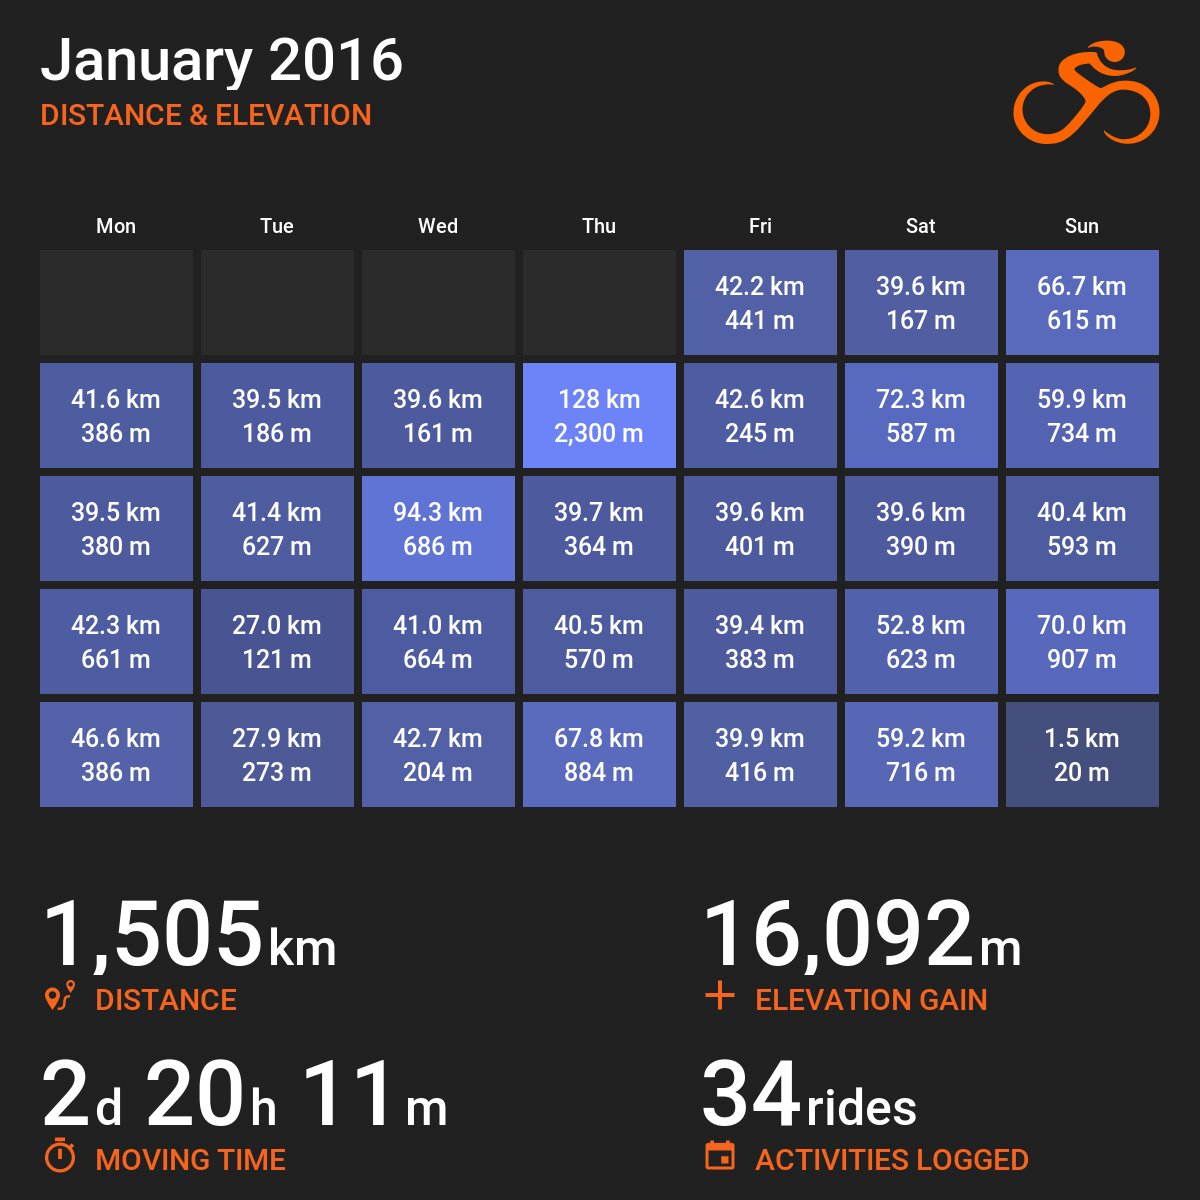 January 2016
DISTANCE & ELEVATION
Mon Tue Wed Thu Fri Sat Sun
42.2 km 39.6 km 66.7 km
441 m 167 m 615 m
41.6 km 39.5 km 39.6 km 128 km 42.6 km 72.3 km 59.9 km
386 m 186 m 161 m 2,300 m 245 m 587 m 734 m
39.5 km 41.4 km 94.3 km 39.7 km 39.6 km 39.6 km 40.4 km
380 m 627 m 686 m 364 m 401 m 390 m 593 m
42.3 km 27.0 km 41.0 km 40.5 km 39.4 km 52.8 km 70.0 km
661 m 121 m 664 m 570 m 383 m 623 m 907 m
46.6 km 27.9 km 42.7 km 67.8 km 39.9 km 59.2 km 1.5 km
386 m 273 m 204 m 884 m 416 m 716 m 20 m
1,505km 16,092m
DISTANCE ELEVATION GAIN
2d 20h 11m 34rides
MOVING TIME ACTIVITIES LOGGED